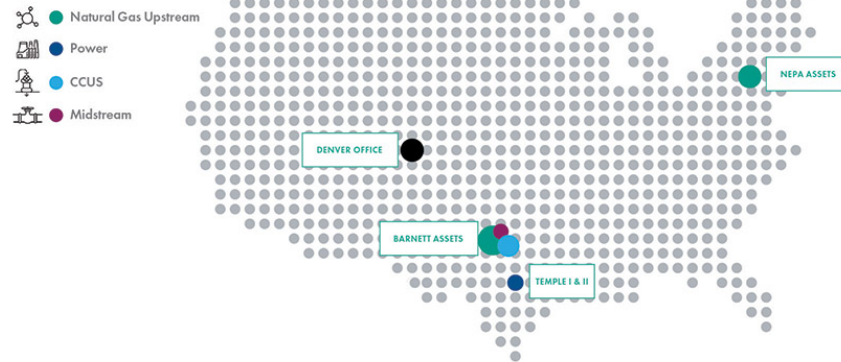 Natural Gas Upstream
Power
CCUS
Midstream
NEPA ASSETS
DENVER OFFICE
BARNETT ASSETS
TEMPLE I & II